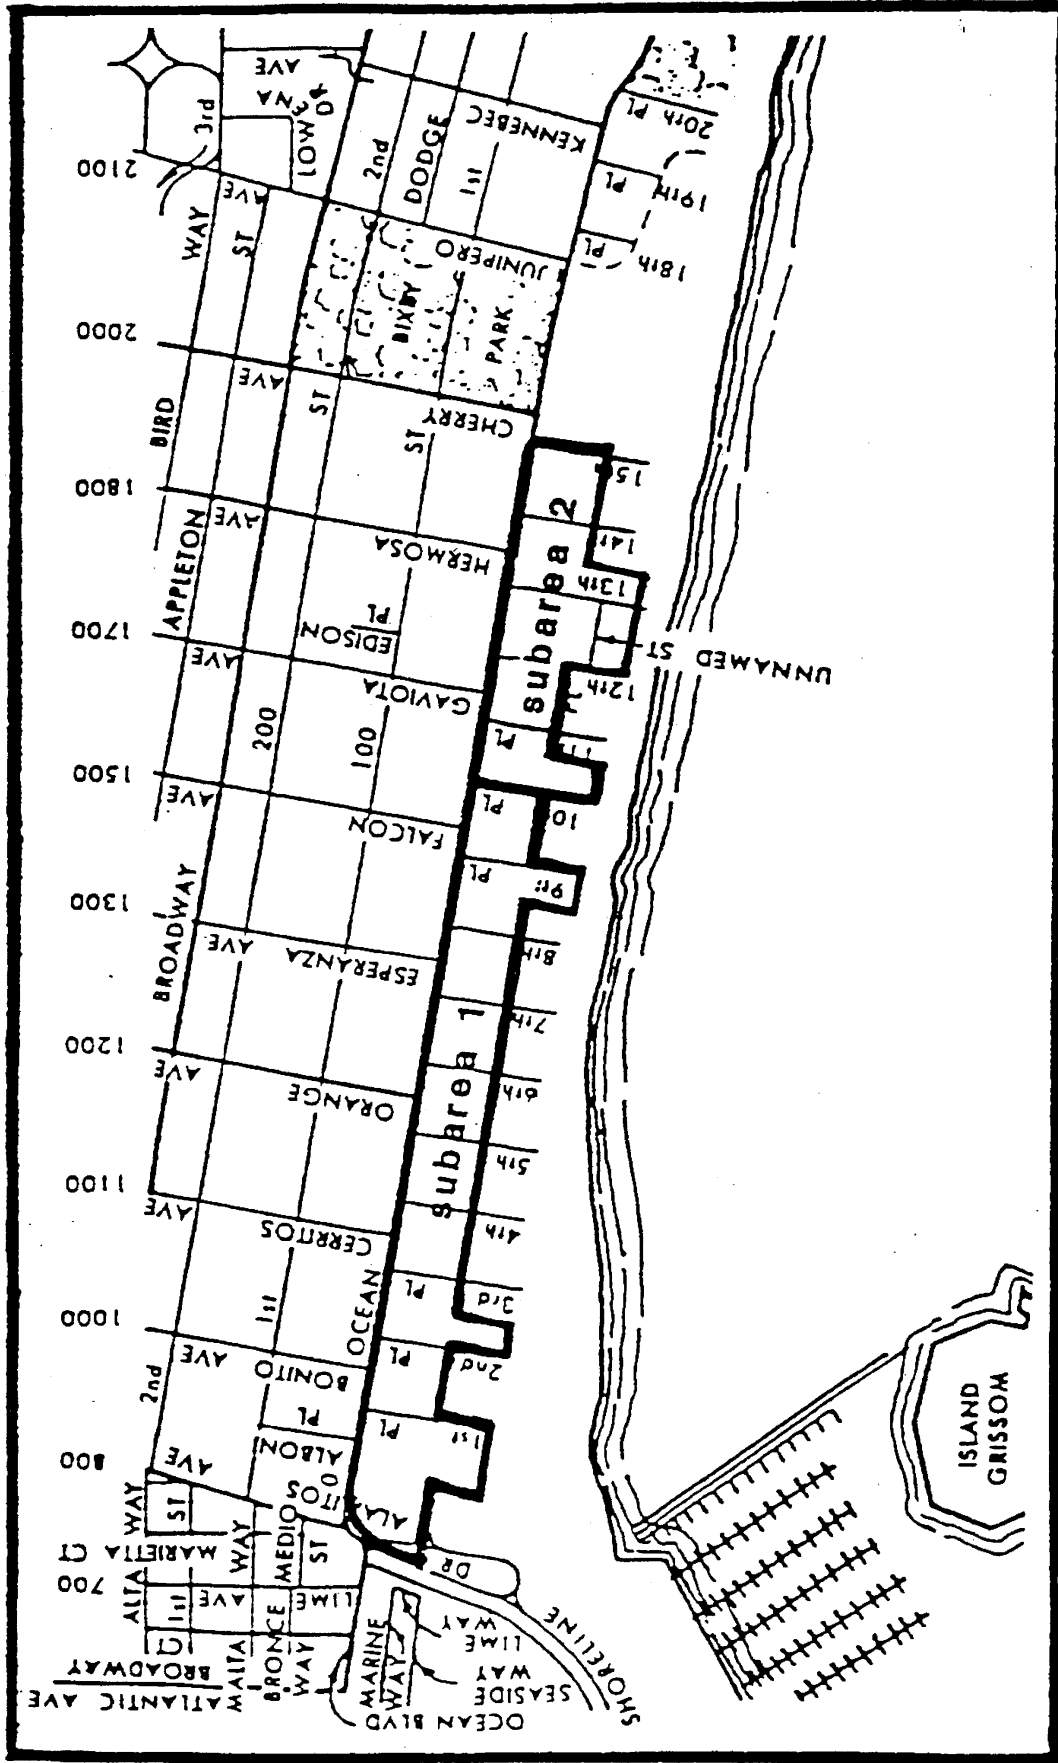 2100
2000
1800
1700
1500
1300
1200
1100
1000
800
700
3rd
AVE
LOWENA
DR
2nd
DODGE
1st
KENNEBEC
20th PL
19th PL
18th PL
WAY
AVE
ST
JUNIPERO
BIXBY
PARK
BIRD
AVE
ST
ST
CHERRY
15
APPLETON
AVE
HERMOSA
14t
13th
subarea 2
EDISON
PL
UNNAMED ST
AVE
GAVIOTA
12th
200
100
PL
11
AVE
FALCON
PL
10
PL
9t
BROADWAY
AVE
ESPERANZA
8th
7th
subarea 1
AVE
ORANGE
6th
5th
AVE
CERRITOS
4th
OCEAN
PL
3rd
1st
2nd
AVE
BONITO
PL
2nd
ALBON
PL
PL
1st
AVE
ITOS
ALA
ALTA WAY
ST
MARIETTA CT
WAY
MEDIO
ST
DR
1st
AVE
LIME
CT
BROADWAY
ATLANTIC AVE
MALTA
BRONCE
WAY
MARINE
WAY
LIME
WAY
SEASIDE
WAY
OCEAN BLVD
SHORELINE
ISLAND
GRISSOM